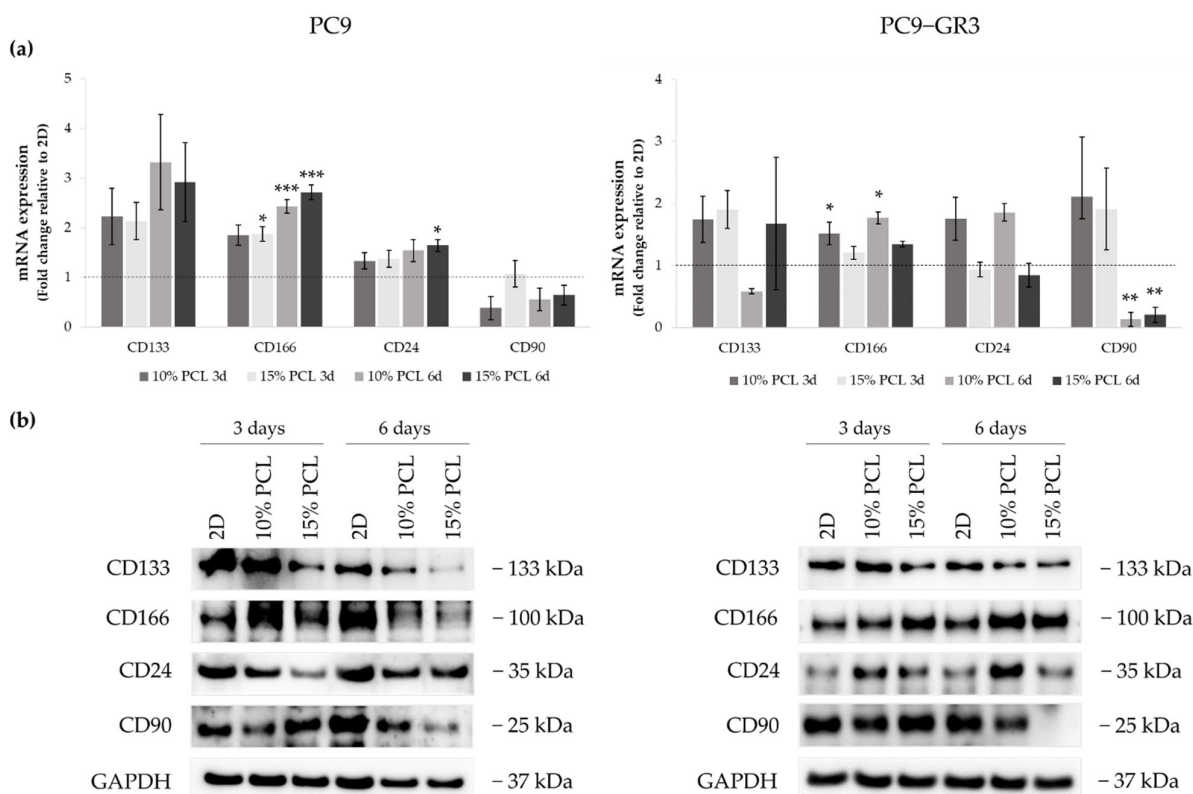 PC9
PC9−GR3
(a)
mRNA expression
(Fold change relative to 2D)
5
4
3
2
1
0
* *** ***
*
CD133 CD166 CD24 CD90
10% PCL 3d 15% PCL 3d 10% PCL 6d 15% PCL 6d
mRNA expression
(Fold change relative to 2D)
4
3
2
1
0
* *
** **
CD133 CD166 CD24 CD90
10% PCL 3d 15% PCL 3d 10% PCL 6d 15% PCL 6d
(b)
3 days 6 days
2D 10% PCL 15% PCL 2D 10% PCL 15% PCL
CD133 − 133 kDa
CD166 − 100 kDa
CD24 − 35 kDa
CD90 − 25 kDa
GAPDH − 37 kDa
3 days 6 days
2D 10% PCL 15% PCL 2D 10% PCL 15% PCL
CD133 − 133 kDa
CD166 − 100 kDa
CD24 − 35 kDa
CD90 − 25 kDa
GAPDH − 37 kDa